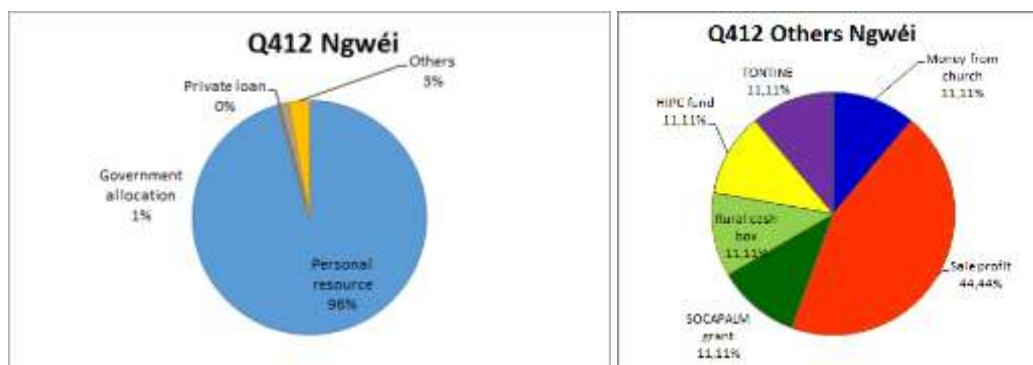 Q412 Ngwéi
Others
3%
Private loan
0%
Government
allocation
1%
Personal
resource
96%
Q412 Others Ngwéi
Money from
church
11,11%
TONTINE
11,11%
HIPC fund
11,11%
Rural cash
box
11,11%
Sale profit
44,44%
SOCAPALM
grant
11,11%